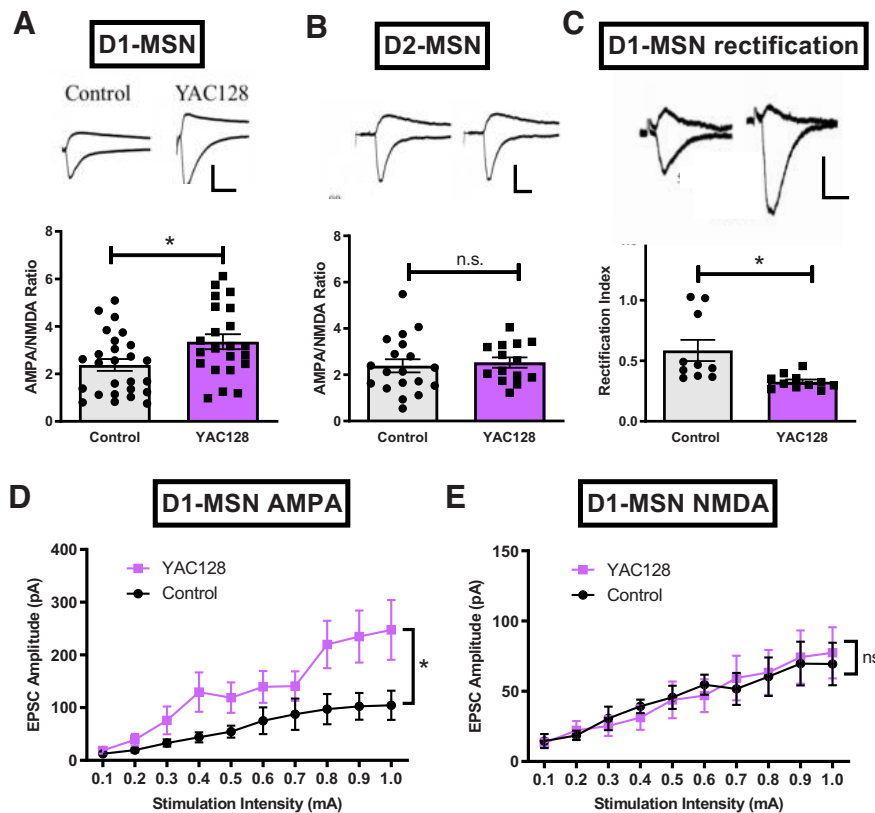 A
D1-MSN
Control YAC128
*
8
6
4
2
0
AMPA/NMDA Ratio
Control YAC128
B
D2-MSN
n.s.
8
6
4
2
0
AMPA/NMDA Ratio
Control YAC128
C
D1-MSN rectification
*
1.0
0.5
0.0
Rectification Index
Control YAC128
D
D1-MSN AMPA
400
300
200
100
0
EPSC Amplitude (pA)
YAC128
Control
*
0.1 0.2 0.3 0.4 0.5 0.6 0.7 0.8 0.9 1.0
Stimulation Intensity (mA)
E
D1-MSN NMDA
150
100
50
0
EPSC Amplitude (pA)
YAC128
Control
ns
0.1 0.2 0.3 0.4 0.5 0.6 0.7 0.8 0.9 1.0
Stimulation Intensity (mA)